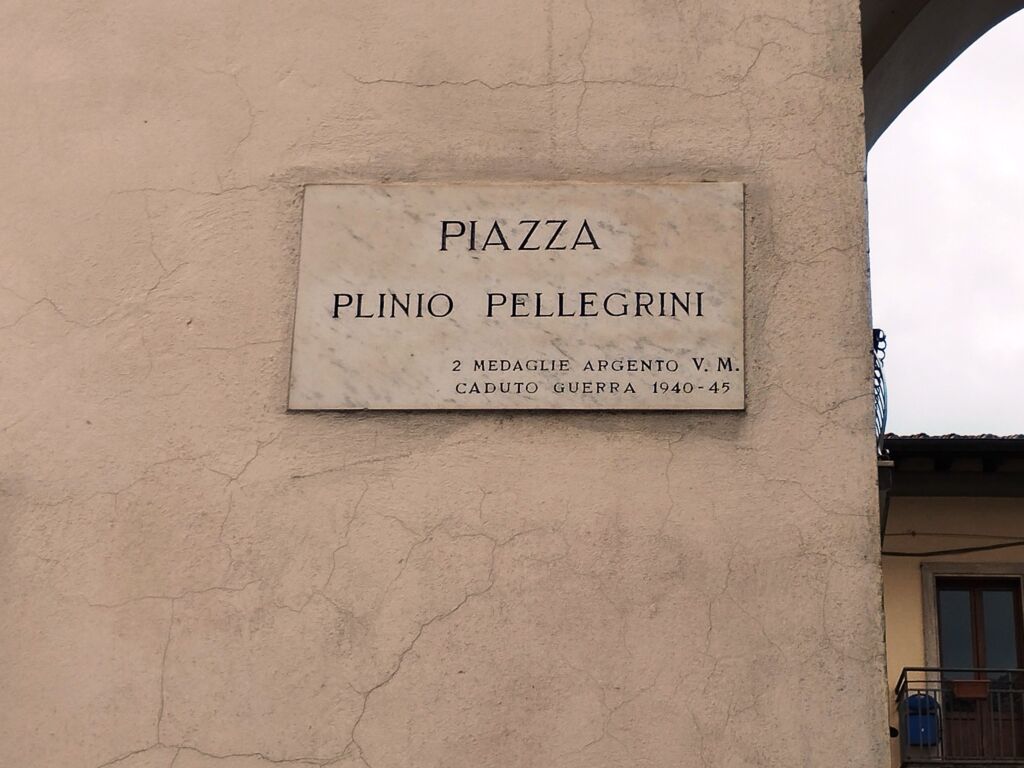 PIAZZA
PLINIO PELLEGRINI
2 MEDAGLIE ARGENTO V. M.
CADUTO GUERRA 1940-45